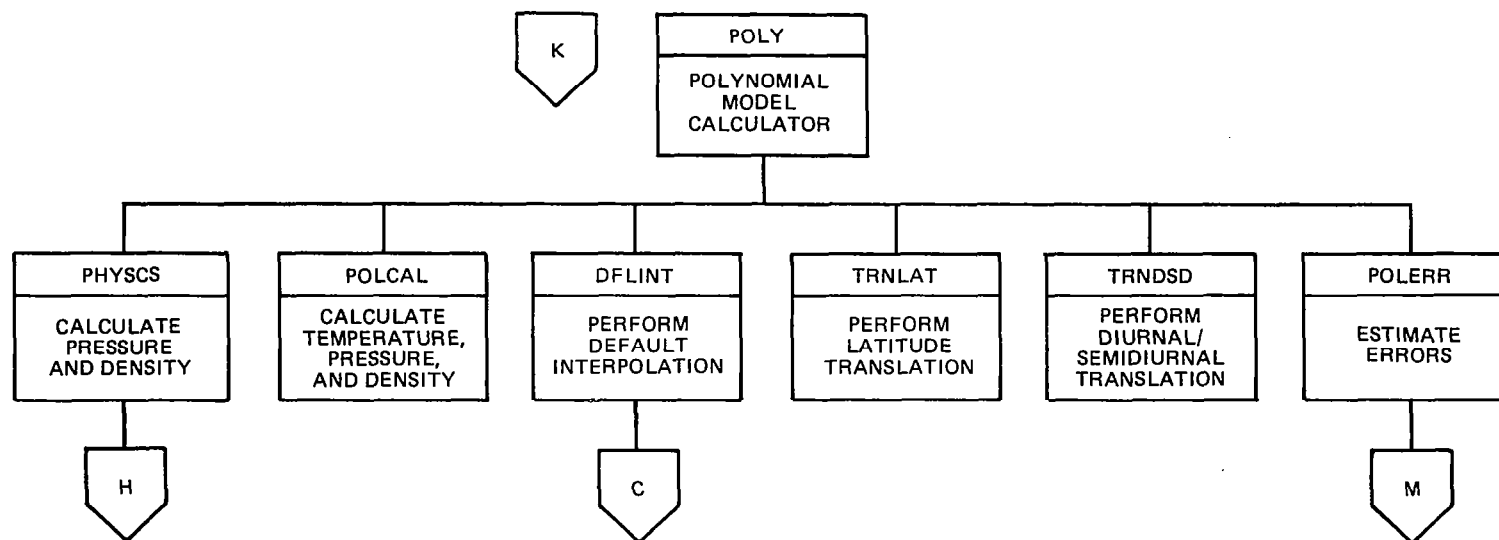 K
POLY
POLYNOMIAL
MODEL
CALCULATOR
PHYSCS
CALCULATE
PRESSURE
AND DENSITY
POLCAL
CALCULATE
TEMPERATURE,
PRESSURE,
AND DENSITY
DFLINT
PERFORM
DEFAULT
INTERPOLATION
TRNLAT
PERFORM
LATITUDE
TRANSLATION
TRNDSD
PERFORM
DIURNAL/
SEMIDIURNAL
TRANSLATION
POLERR
ESTIMATE
ERRORS
H
C
M